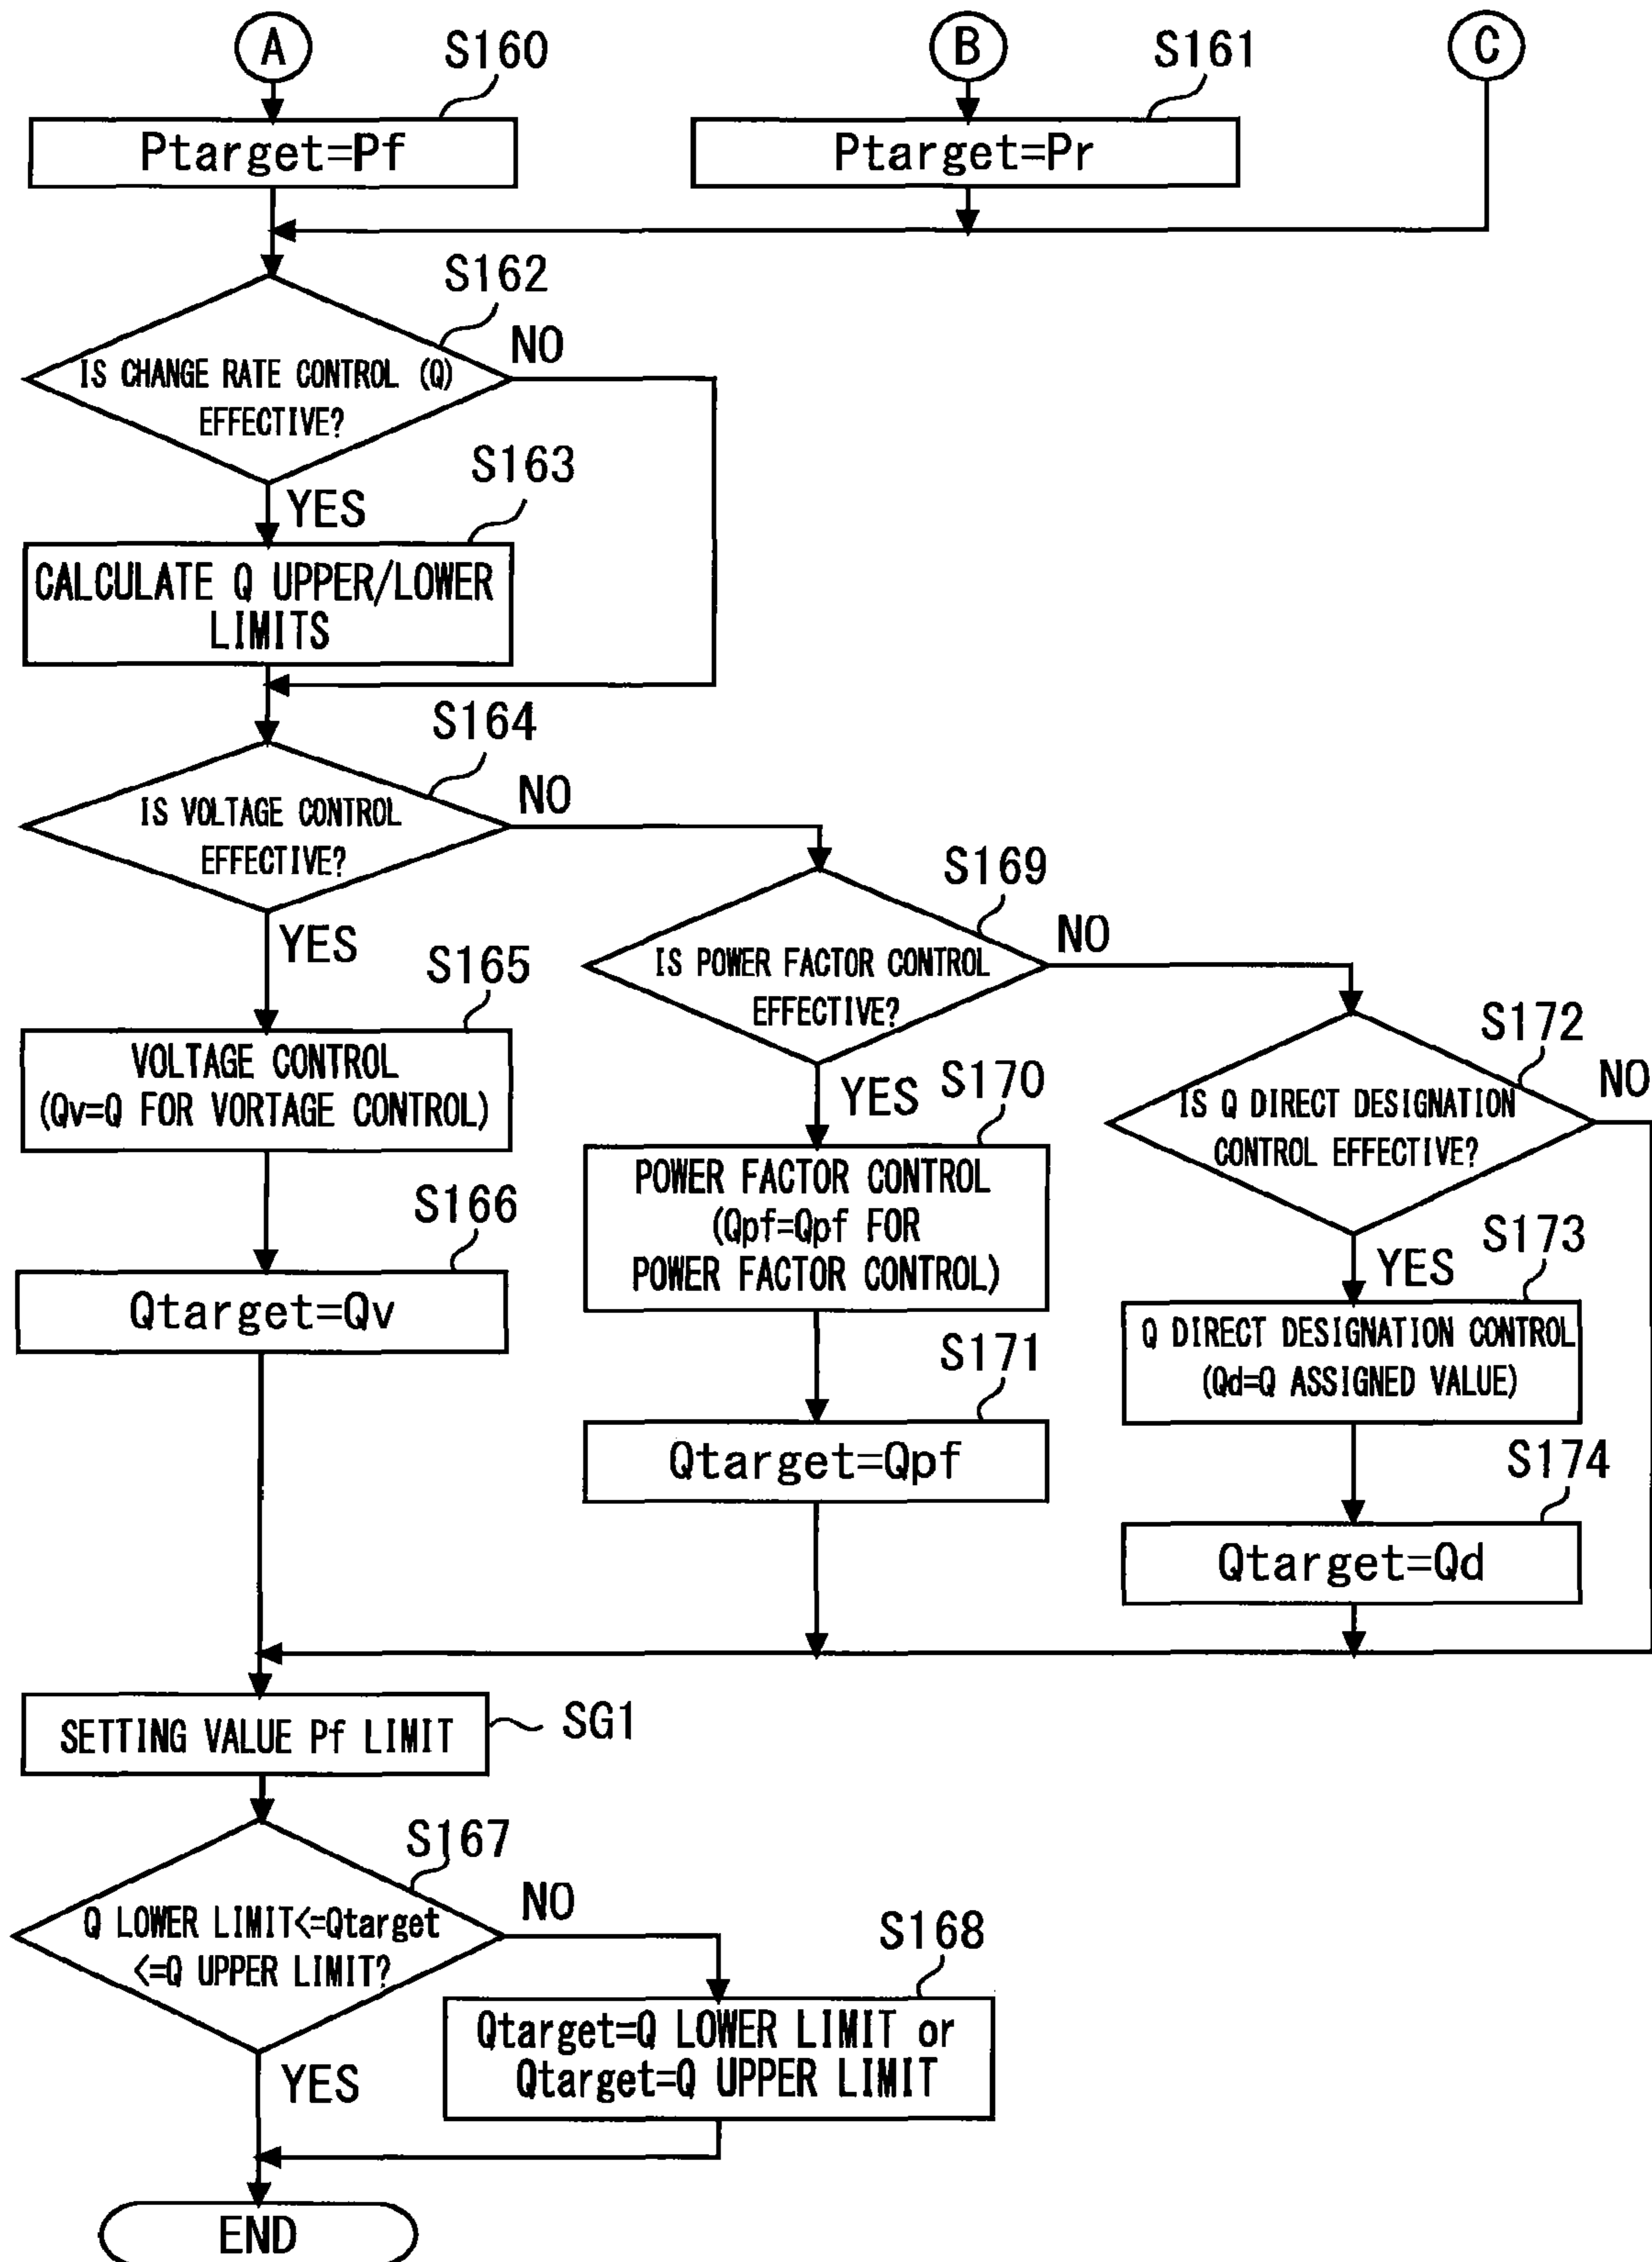 A
S160
B
S161
C
Ptarget=Pf
Ptarget=Pr
S162
NO
IS CHANGE RATE CONTROL (Q)
EFFECTIVE?
S163
YES
CALCULATE Q UPPER/LOWER
LIMITS
S164
NO
IS VOLTAGE CONTROL
EFFECTIVE?
S169
NO
YES
IS POWER FACTOR CONTROL
EFFECTIVE?
S165
S172
NO
VOLTAGE CONTROL
(Qv=Q FOR VORTAGE CONTROL)
YES
S170
IS Q DIRECT DESIGNATION
CONTROL EFFECTIVE?
POWER FACTOR CONTROL
(Qpf=Qpf FOR
POWER FACTOR CONTROL)
S166
S173
YES
Qtarget=Qv
Q DIRECT DESIGNATION CONTROL
(Qd=Q ASSIGNED VALUE)
S171
Qtarget=Qpf
S174
Qtarget=Qd
SETTING VALUE Pf LIMIT
SG1
S167
NO
Q LOWER LIMIT<=Qtarget
<=Q UPPER LIMIT?
S168
Qtarget=Q LOWER LIMIT or
Qtarget=Q UPPER LIMIT
YES
END